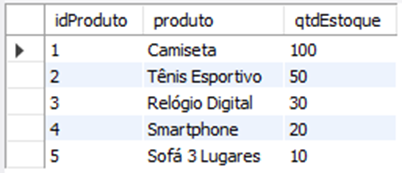 idProduto produto qtdEstoque
1 Camiseta 100
2 Tênis Esportivo 50
3 Relógio Digital 30
4 Smartphone 20
5 Sofá 3 Lugares 10